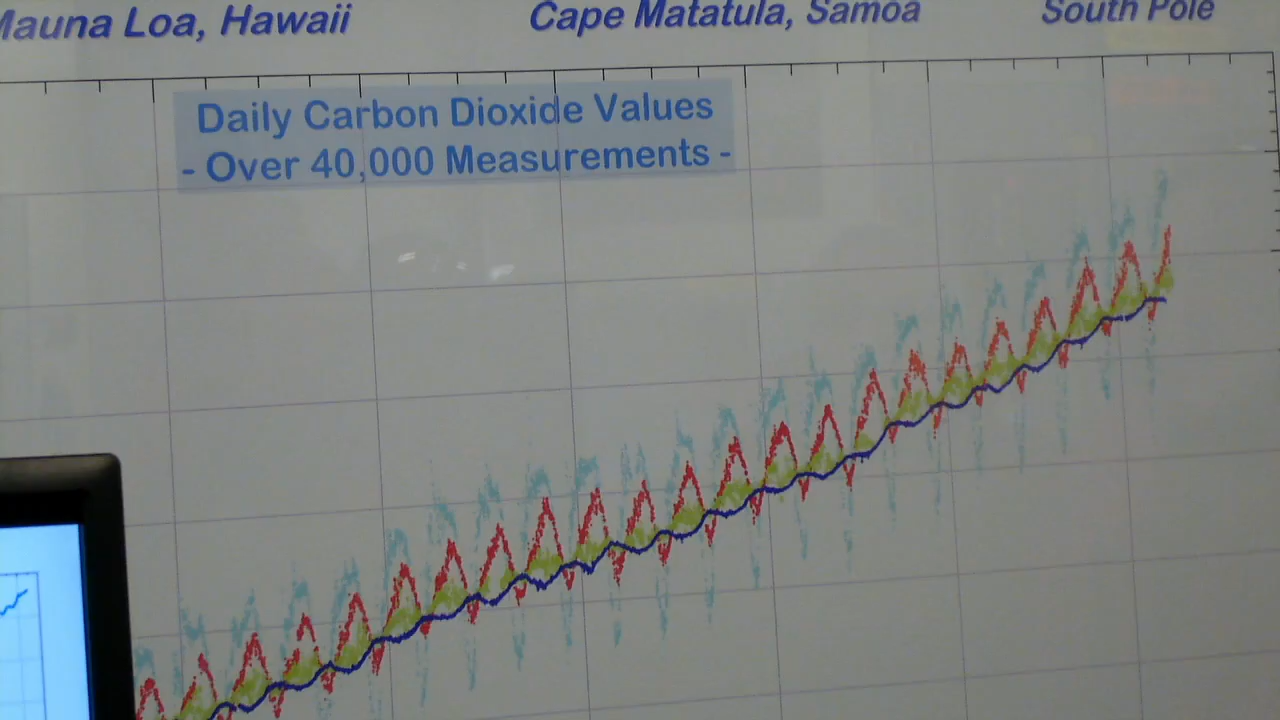 Mauna Loa, Hawaii Cape Matatula, Samoa South Pole
Daily Carbon Dioxide Values
- Over 40,000 Measurements -